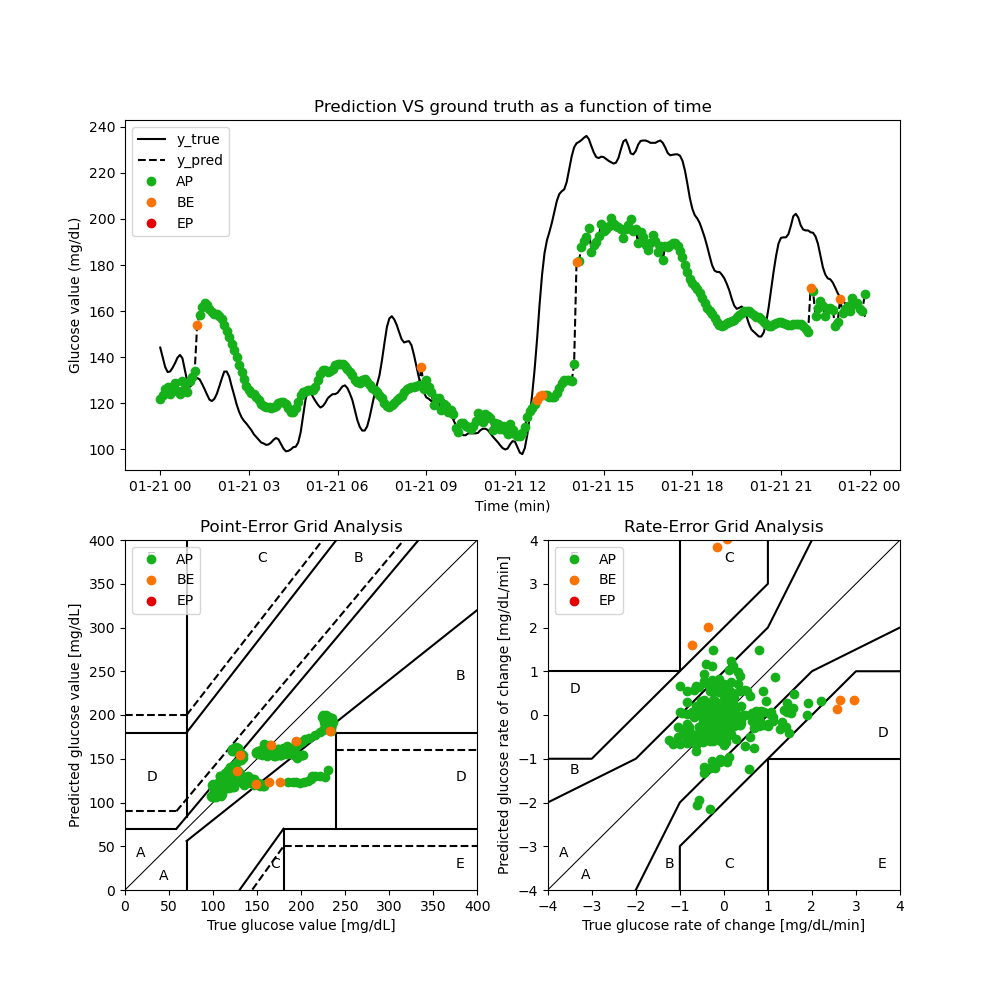 Prediction VS ground truth as a function of time
240
220
200
180
160
140
120
100
Glucose value (mg/dL)
y_true
y_pred
AP
BE
EP
01-21 00 01-21 03 01-21 06 01-21 09 01-21 12 01-21 15 01-21 18 01-21 21 01-22 00
Time (min)
Point-Error Grid Analysis
400
350
300
250
200
150
100
50
0
Predicted glucose value [mg/dL]
AP
BE
EP
C
B
B
D
D
A
A
C
E
0 50 100 150 200 250 300 350 400
True glucose value [mg/dL]
Rate-Error Grid Analysis
4
3
2
1
0
−1
−2
−3
−4
Predicted glucose rate of change [mg/dL/min]
AP
BE
EP
C
D
D
B
A
A
B
C
E
−4 −3 −2 −1 0 1 2 3 4
True glucose rate of change [mg/dL/min]